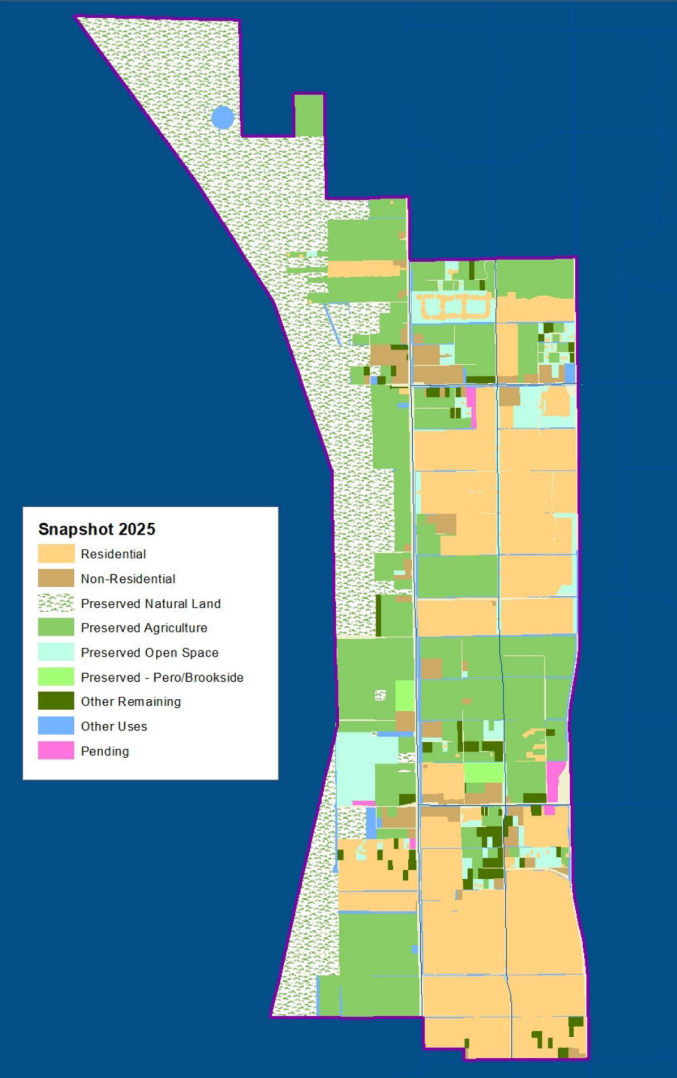 Snapshot 2025
Residential
Non-Residential
Preserved Natural Land
Preserved Agriculture
Preserved Open Space
Preserved - Pero/Brookside
Other Remaining
Other Uses
Pending